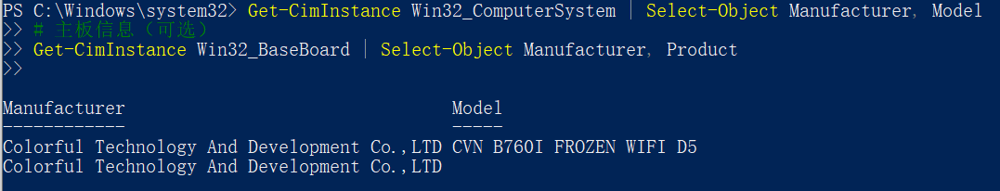 PS C:\Windows\system32> Get-CimInstance Win32_ComputerSystem | Select-Object Manufacturer, Model
>> # 主板信息（可选）
>> Get-CimInstance Win32_BaseBoard | Select-Object Manufacturer, Product
>>
Manufacturer                            Model
------------                            -----
Colorful Technology And Development Co.,LTD CVN B760I FROZEN WIFI D5
Colorful Technology And Development Co.,LTD